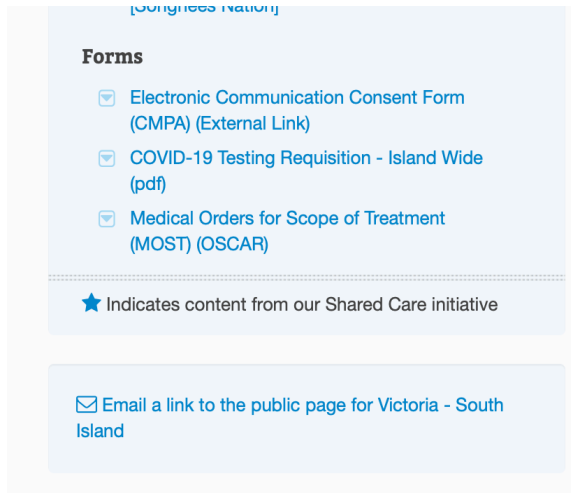 [Songhees Nation]
Forms
Electronic Communication Consent Form
(CMPA) (External Link)
COVID-19 Testing Requisition - Island Wide
(pdf)
Medical Orders for Scope of Treatment
(MOST) (OSCAR)
Indicates content from our Shared Care initiative
Email a link to the public page for Victoria - South
Island